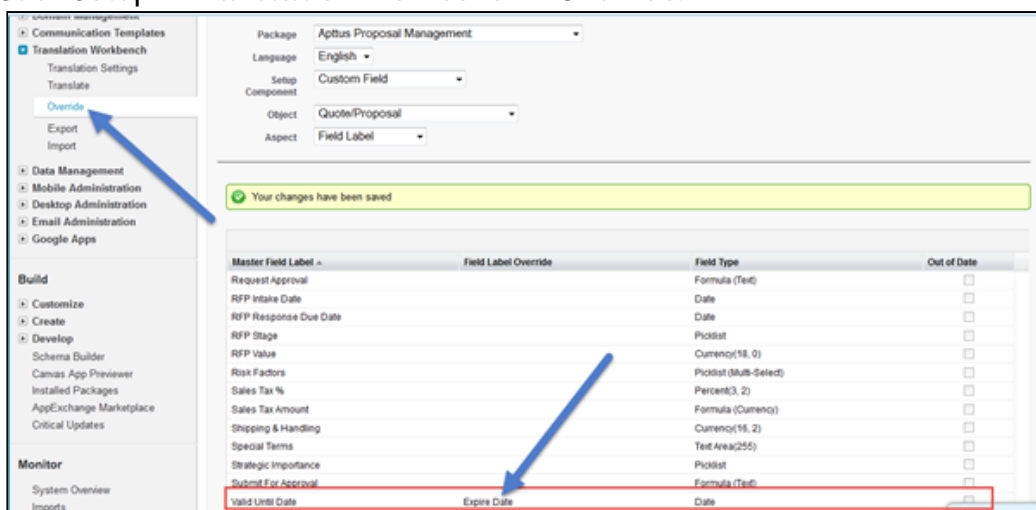 Communication Templates
Translation Workbench
Translation Settings
Translate
Override
Export
Import
Data Management
Mobile Administration
Desktop Administration
Email Administration
Google Apps
Build
Customize
Create
Develop
Schema Builder
Canvas App Previewer
Installed Packages
AppExchange Marketplace
Critical Updates
Monitor
System Overview
Imports
Package Apttus Proposal Management
Language English
Setup Component Custom Field
Object Quote/Proposal
Aspect Field Label
Your changes have been saved
Master Field Label Field Label Override Field Type Out of Date
Request Approval Formula (Text)
RFP Intake Date Date
RFP Response Due Date Date
RFP Stage Picklist
RFP Value Currency(18, 0)
Risk Factors Picklist (Multi-Select)
Sales Tax % Percent(3, 2)
Sales Tax Amount Formula (Currency)
Shipping & Handling Currency(16, 2)
Special Terms Text Area(255)
Strategic Importance Picklist
Submit For Approval Formula (Text)
Valid Until Date Expire Date Date